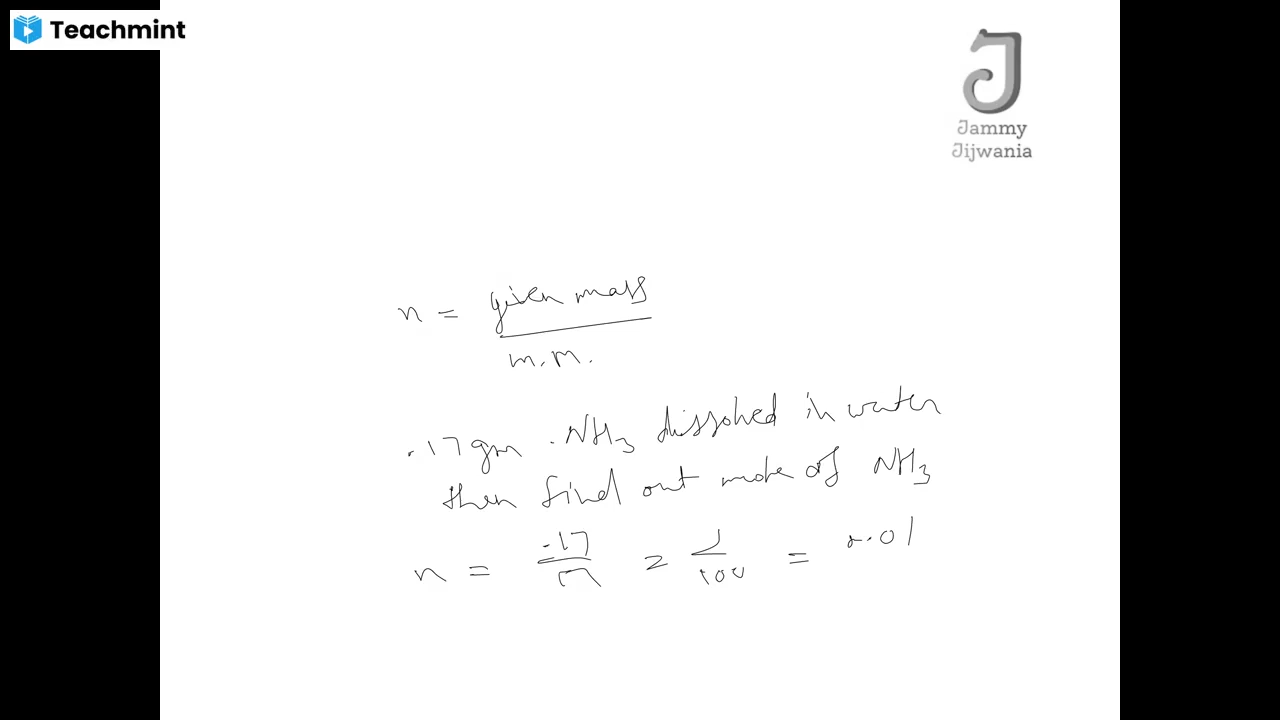 Teachmint
Jammy
Jijwania
n = given mass
m.m.
.17 gm . NH3 dissolved in water
then find out mole of NH3
n = .17/17 = 1/100 = 0.01